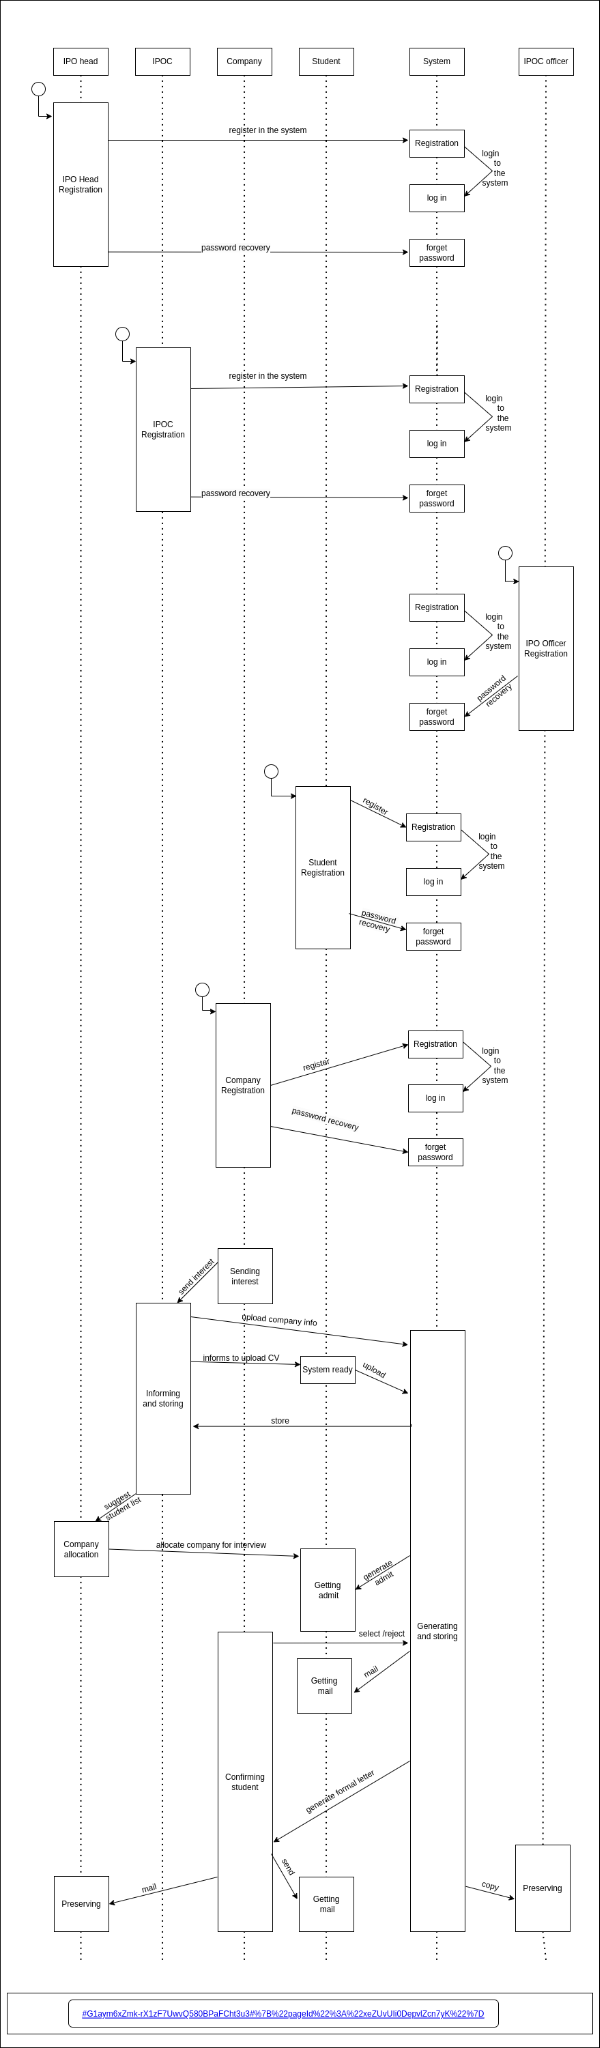 IPO head
IPOC
Company
Student
System
IPOC officer
register in the system
Registration
login
to
the
system
IPO Head
Registration
log in
password recovery
forget
password
register in the system
Registration
login
to
the
system
IPOC
Registration
log in
password recovery
forget
password
Registration
login
to
the
system
IPO Officer
Registration
log in
password
recovery
forget
password
register
Registration
login
to
the
system
Student
Registration
log in
password
recovery
forget
password
Registration
login
to
the
system
register
Company
Registration
log in
password recovery
forget
password
Sending
interest
send interest
upload company info
informs to upload CV
System ready
upload
Informing
and storing
store
suggest
student list
Company
allocation
allocate company for interview
generate
admit
Getting
admit
Generating
and storing
select /reject
mail
Getting
mail
Confirming
student
generate formal letter
send
copy
mail
Preserving
Getting
mail
Preserving